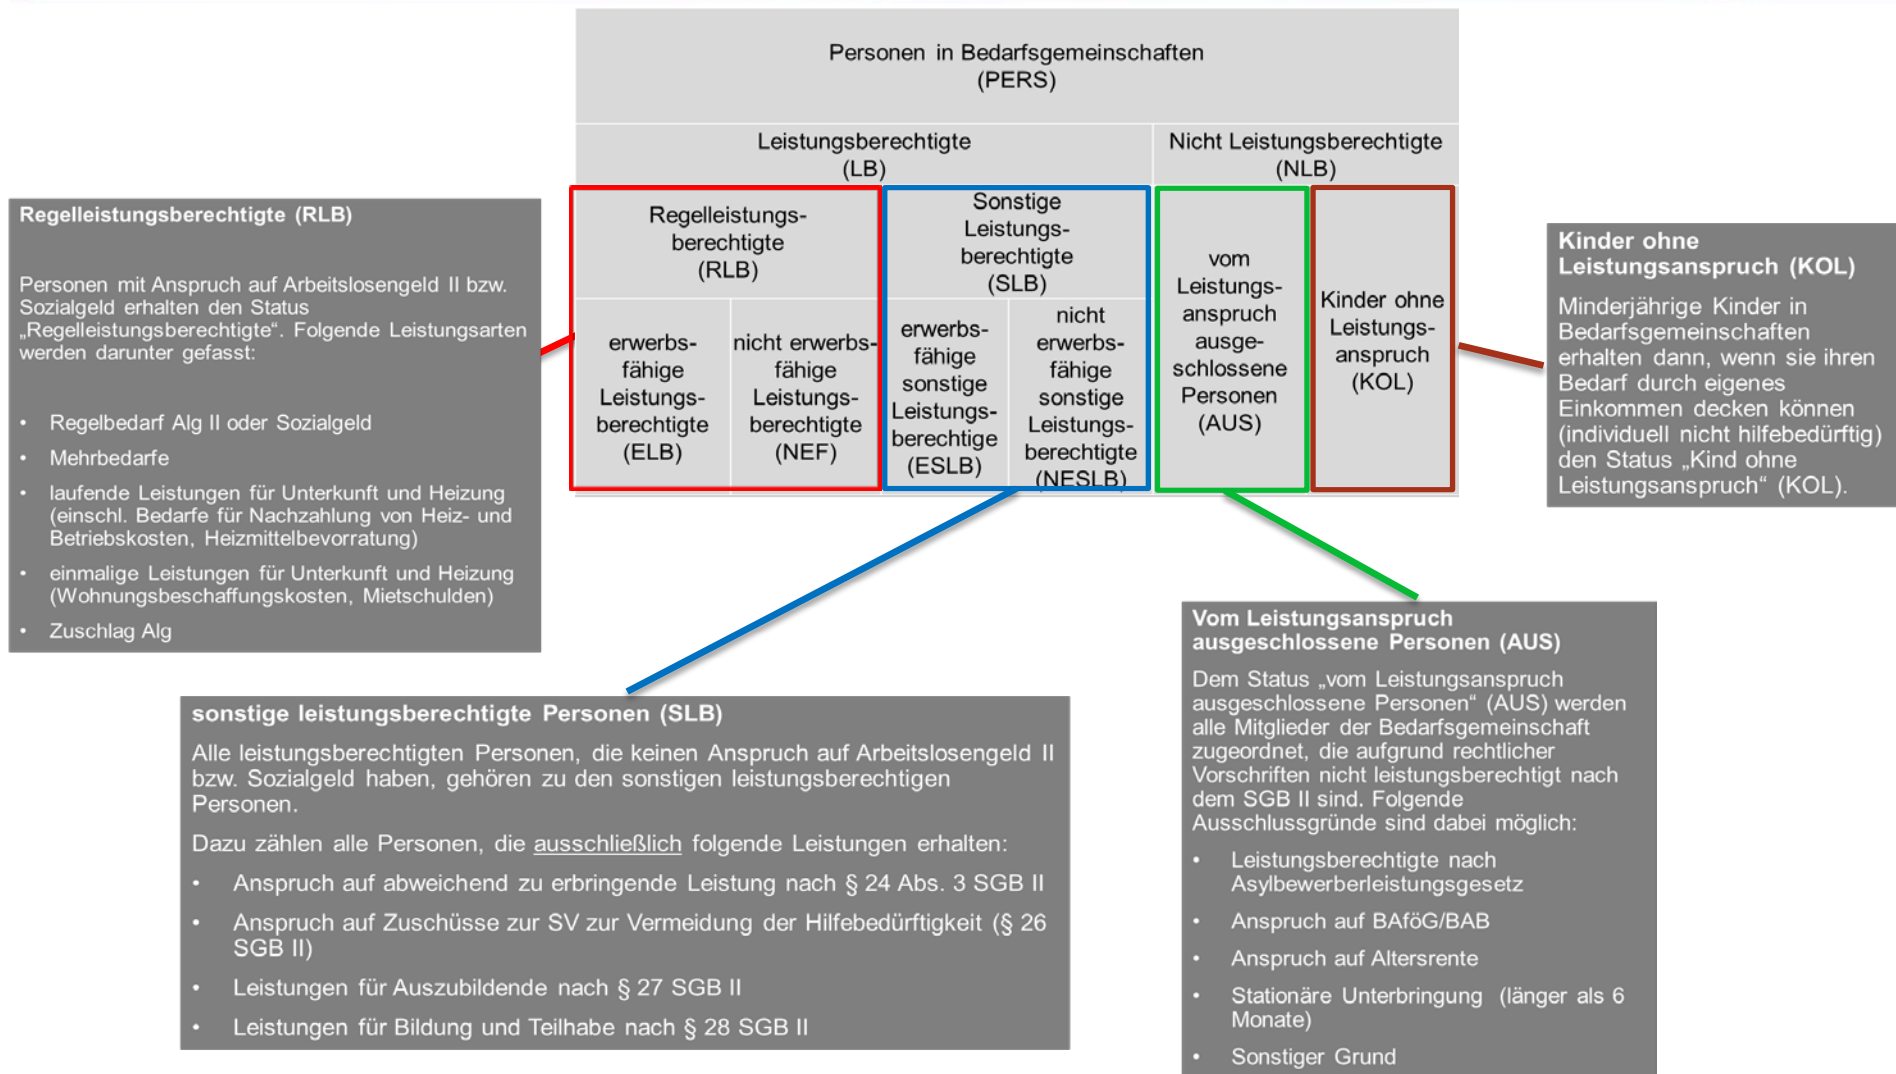 Personen in Bedarfsgemeinschaften
(PERS)
Leistungsberechtigte
(LB)
Nicht Leistungsberechtigte
(NLB)
Regelleistungs-
berechtigte
(RLB)
Sonstige
Leistungs-
berechtigte
(SLB)
erwerbs-
fähige
Leistungs-
berechtigte
(ELB)
nicht erwerbs-
fähige
Leistungs-
berechtigte
(NEF)
erwerbs-
fähige
sonstige
Leistungs-
berechtige
(ESLB)
nicht
erwerbs-
fähige
sonstige
Leistungs-
berechtigte
(NESLB)
vom
Leistungs-
anspruch
ausge-
schlossene
Personen
(AUS)
Kinder ohne
Leistungs-
anspruch
(KOL)
Regelleistungsberechtigte (RLB)
Personen mit Anspruch auf Arbeitslosengeld II bzw.
Sozialgeld erhalten den Status
„Regelleistungsberechtigte“. Folgende Leistungsarten
werden darunter gefasst:
• Regelbedarf Alg II oder Sozialgeld
• Mehrbedarfe
• laufende Leistungen für Unterkunft und Heizung
(einschl. Bedarfe für Nachzahlung von Heiz- und
Betriebskosten, Heizmittelbevorratung)
• einmalige Leistungen für Unterkunft und Heizung
(Wohnungsbeschaffungskosten, Mietschulden)
• Zuschlag Alg
Kinder ohne
Leistungsanspruch (KOL)
Minderjährige Kinder in
Bedarfsgemeinschaften
erhalten dann, wenn sie ihren
Bedarf durch eigenes
Einkommen decken können
(individuell nicht hilfebedürftig)
den Status „Kind ohne
Leistungsanspruch“ (KOL).
sonstige leistungsberechtigte Personen (SLB)
Alle leistungsberechtigten Personen, die keinen Anspruch auf Arbeitslosengeld II
bzw. Sozialgeld haben, gehören zu den sonstigen leistungsberechtigen
Personen.
Dazu zählen alle Personen, die ausschließlich folgende Leistungen erhalten:
• Anspruch auf abweichend zu erbringende Leistung nach § 24 Abs. 3 SGB II
• Anspruch auf Zuschüsse zur SV zur Vermeidung der Hilfebedürftigkeit (§ 26
SGB II)
• Leistungen für Auszubildende nach § 27 SGB II
• Leistungen für Bildung und Teilhabe nach § 28 SGB II
Vom Leistungsanspruch
ausgeschlossene Personen (AUS)
Dem Status „vom Leistungsanspruch
ausgeschlossene Personen“ (AUS) werden
alle Mitglieder der Bedarfsgemeinschaft
zugeordnet, die aufgrund rechtlicher
Vorschriften nicht leistungsberechtigt nach
dem SGB II sind. Folgende
Ausschlussgründe sind dabei möglich:
• Leistungsberechtigte nach
Asylbewerberleistungsgesetz
• Anspruch auf BAföG/BAB
• Anspruch auf Altersrente
• Stationäre Unterbringung (länger als 6
Monate)
• Sonstiger Grund